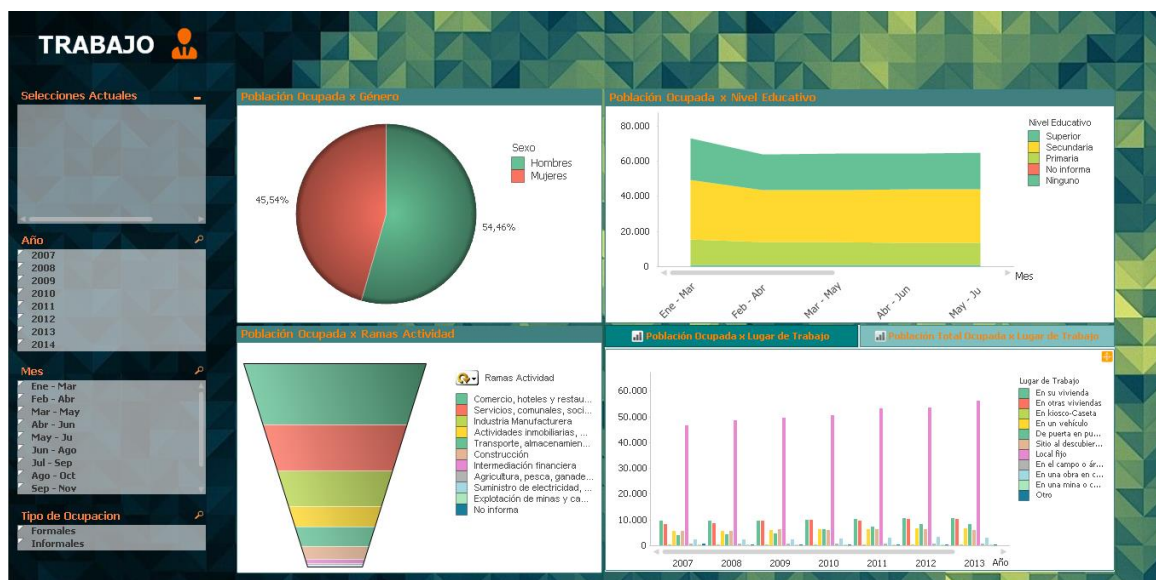 TRABAJO
Selecciones Actuales
Año
2007
2008
2009
2010
2011
2012
2013
2014
Mes
Ene - Mar
Feb - Abr
Mar - May
Abr - Jun
May - Ju
Jun - Ago
Jul - Sep
Ago - Oct
Sep - Nov
Tipo de Ocupacion
Formales
Informales
Población Ocupada x Género
Sexo
Hombres
Mujeres
45,54%
54,46%
Población Ocupada x Nivel Educativo
80.000
60.000
40.000
20.000
0
Ene - Mar
Feb - Abr
Mar - May
Abr - Jun
May - Ju
Mes
Nivel Educativo
Superior
Secundaria
Primaria
No informa
Ninguno
Población Ocupada x Ramas Actividad
Ramas Actividad
Comercio, hoteles y restau...
Servicios, comunales, soci...
Industria Manufacturera
Actividades inmobiliarias, ...
Transporte, almacenamien...
Construcción
Intermediación financiera
Agricultura, pesca, ganade...
Suministro de electricidad, ...
Explotación de minas y ca...
No informa
Población Ocupada x Lugar de Trabajo
Población Total Ocupada x Lugar de Trabajo
60.000
50.000
40.000
30.000
20.000
10.000
0
2007
2008
2009
2010
2011
2012
2013
Año
Lugar de Trabajo
En su vivienda
En otras viviendas
En kiosco-Caseta
En un vehículo
De puerta en pu...
Sitio al descubier...
Local fijo
En el campo o ár...
En una obra en c...
En una mina o c...
Otro